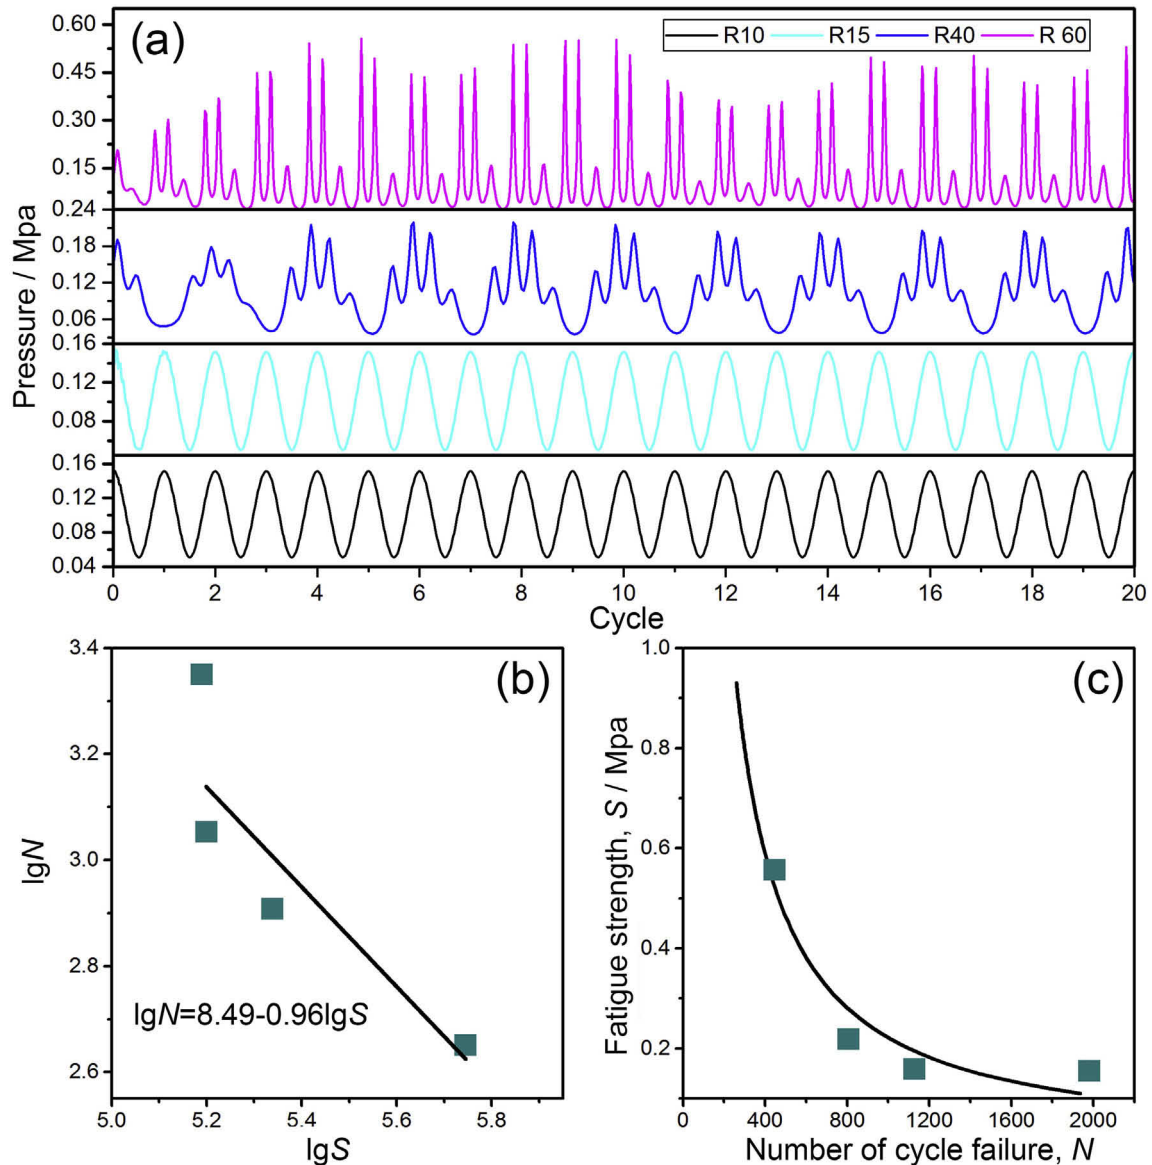 (a)
R10 R15 R40 R 60
Pressure / Mpa
0.60
0.45
0.30
0.15
0.24
0.18
0.12
0.06
0.16
0.12
0.08
0.16
0.12
0.08
0.04
0 2 4 6 8 10 12 14 16 18 20
Cycle
(b)
lgN
3.4
3.2
3.0
2.8
2.6
lgN=8.49-0.96lgS
5.0 5.2 5.4 5.6 5.8
lgS
(c)
Fatigue strength, S / Mpa
1.0
0.8
0.6
0.4
0.2
0 400 800 1200 1600 2000
Number of cycle failure, N